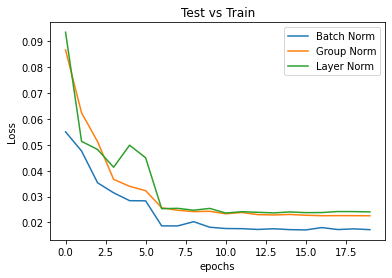 Test vs Train
Batch Norm
Group Norm
Layer Norm
Loss
0.09
0.08
0.07
0.06
0.05
0.04
0.03
0.02
0.0 2.5 5.0 7.5 10.0 12.5 15.0 17.5
epochs